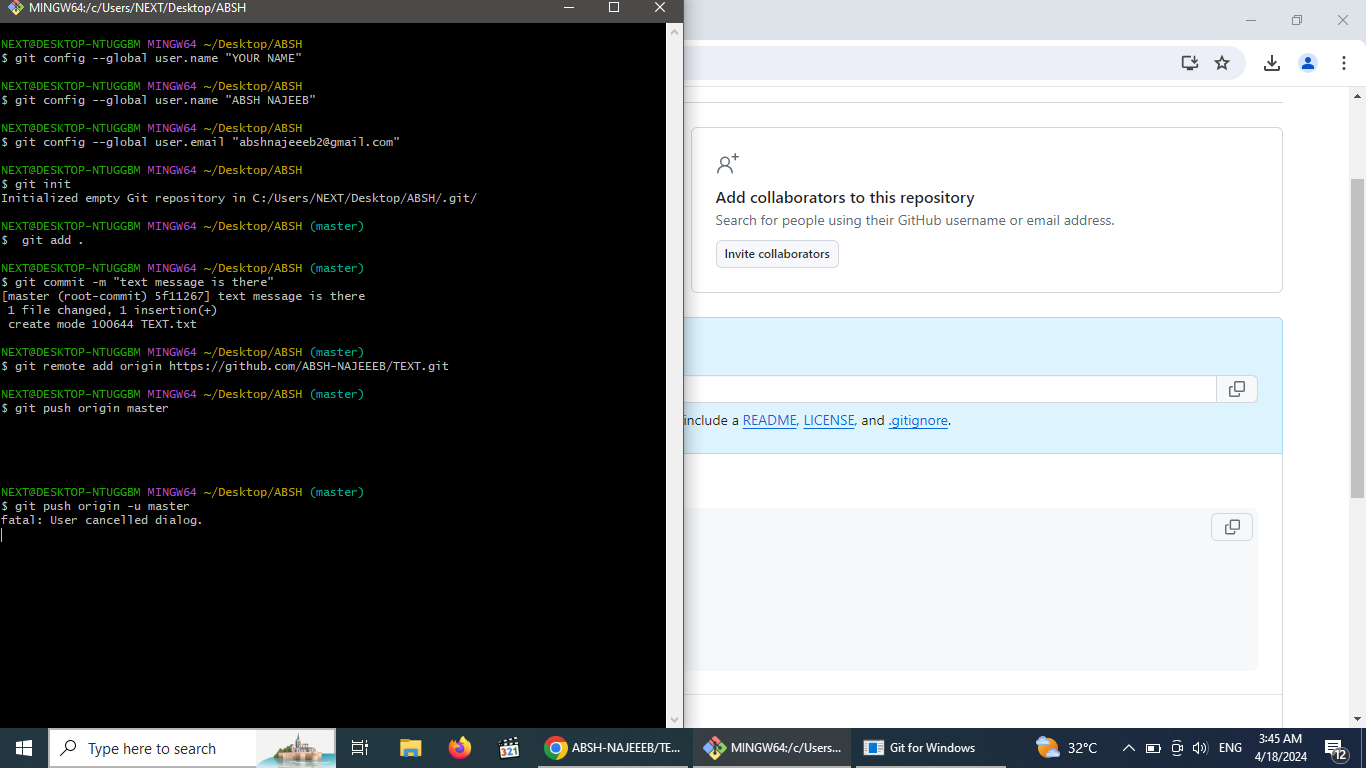 MINGW64:/c/Users/NEXT/Desktop/ABSH
NEXT@DESKTOP-NTUGGBM MINGW64 ~/Desktop/ABSH
$ git config --global user.name "YOUR NAME"
NEXT@DESKTOP-NTUGGBM MINGW64 ~/Desktop/ABSH
$ git config --global user.name "ABSH NAJEEB"
NEXT@DESKTOP-NTUGGBM MINGW64 ~/Desktop/ABSH
$ git config --global user.email "abshnajeeeb2@gmail.com"
NEXT@DESKTOP-NTUGGBM MINGW64 ~/Desktop/ABSH
$ git init
Initialized empty Git repository in C:/Users/NEXT/Desktop/ABSH/.git/
NEXT@DESKTOP-NTUGGBM MINGW64 ~/Desktop/ABSH (master)
$  git add .
NEXT@DESKTOP-NTUGGBM MINGW64 ~/Desktop/ABSH (master)
$ git commit -m "text message is there"
[master (root-commit) 5f11267] text message is there
1 file changed, 1 insertion(+)
create mode 100644 TEXT.txt
NEXT@DESKTOP-NTUGGBM MINGW64 ~/Desktop/ABSH (master)
$ git remote add origin https://github.com/ABSH-NAJEEEB/TEXT.git
NEXT@DESKTOP-NTUGGBM MINGW64 ~/Desktop/ABSH (master)
$ git push origin master
NEXT@DESKTOP-NTUGGBM MINGW64 ~/Desktop/ABSH (master)
$ git push origin -u master
fatal: User cancelled dialog.
Add collaborators to this repository
Search for people using their GitHub username or email address.
Invite collaborators
include a README, LICENSE, and .gitignore.
Type here to search
321
ABSH-NAJEEEB/TE...
MINGW64:/c/Users...
Git for Windows
32°C
ENG
3:45 AM
4/18/2024
12